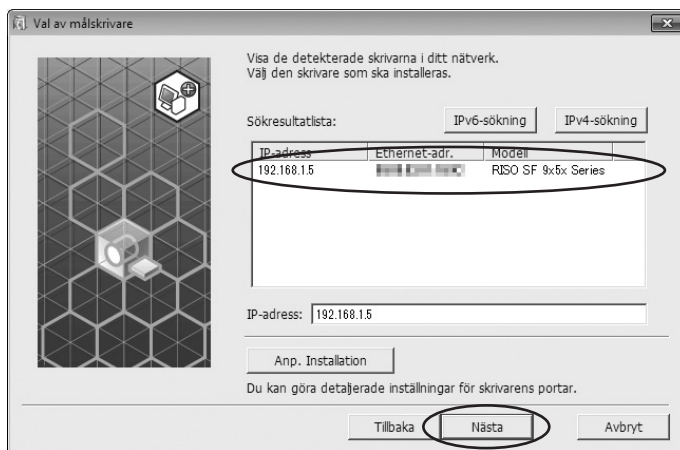 Val av målskrivare
Visa de detekterade skrivarna i ditt nätverk.
Välj den skrivare som ska installeras.
Sökresultatlista: IPv6-sökning IPv4-sökning
IP-adress Ethernet-adr. Modell
192.168.1.5 RISO SF 9x5x Series
IP-adress: 192.168.1.5
Anp. Installation
Du kan göra detaljerade inställningar för skrivarens portar.
Tillbaka Nästa Avbryt